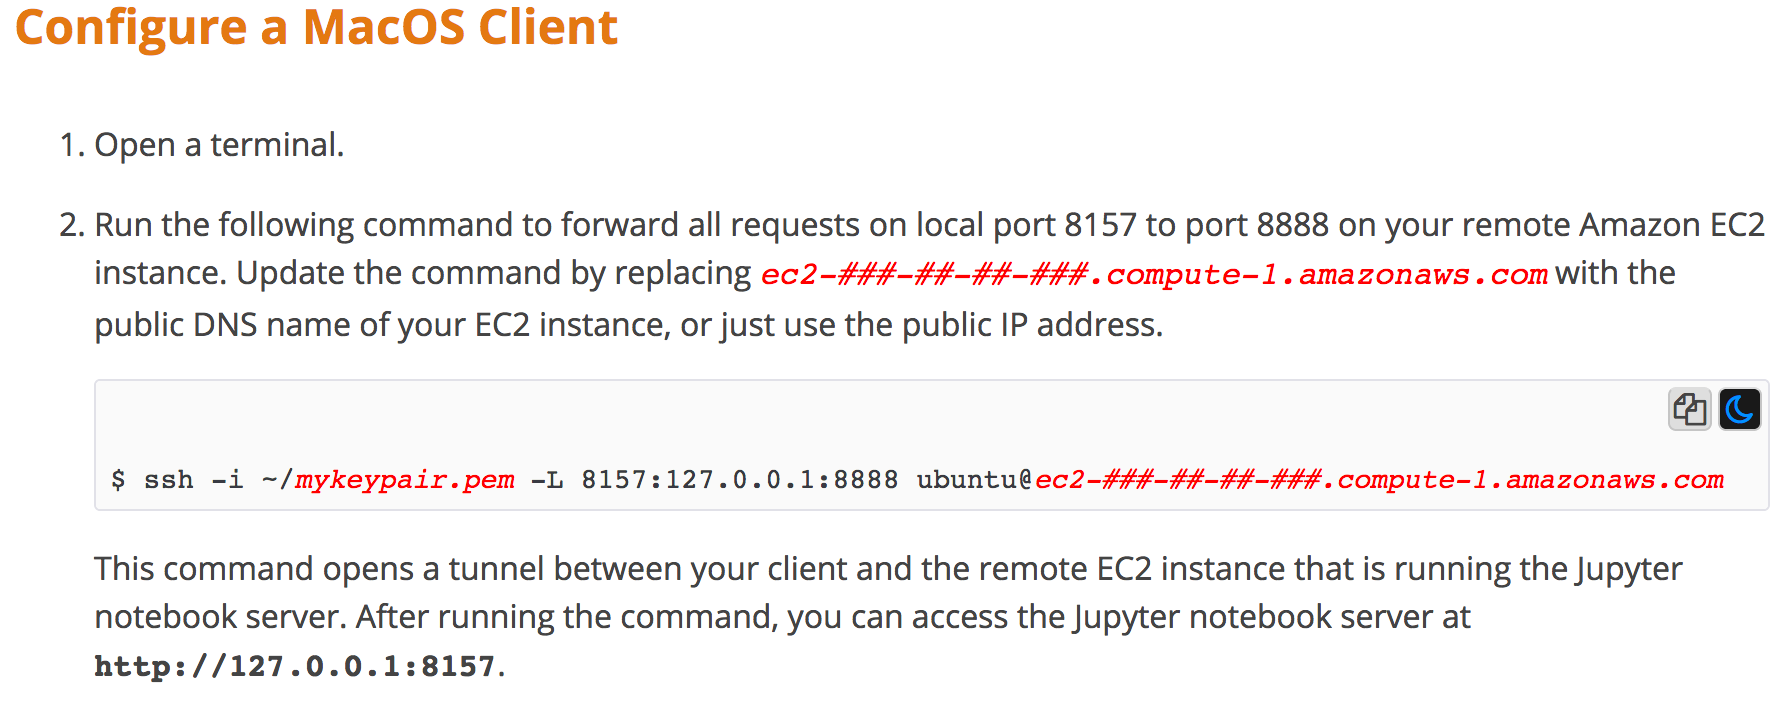 Configure a MacOS Client
1. Open a terminal.
2. Run the following command to forward all requests on local port 8157 to port 8888 on your remote Amazon EC2
instance. Update the command by replacing ec2-###-##-##-###.compute-1.amazonaws.com with the
public DNS name of your EC2 instance, or just use the public IP address.
$ ssh -i ~/mykeypair.pem -L 8157:127.0.0.1:8888 ubuntu@ec2-###-##-##-###.compute-1.amazonaws.com
This command opens a tunnel between your client and the remote EC2 instance that is running the Jupyter
notebook server. After running the command, you can access the Jupyter notebook server at
http://127.0.0.1:8157.